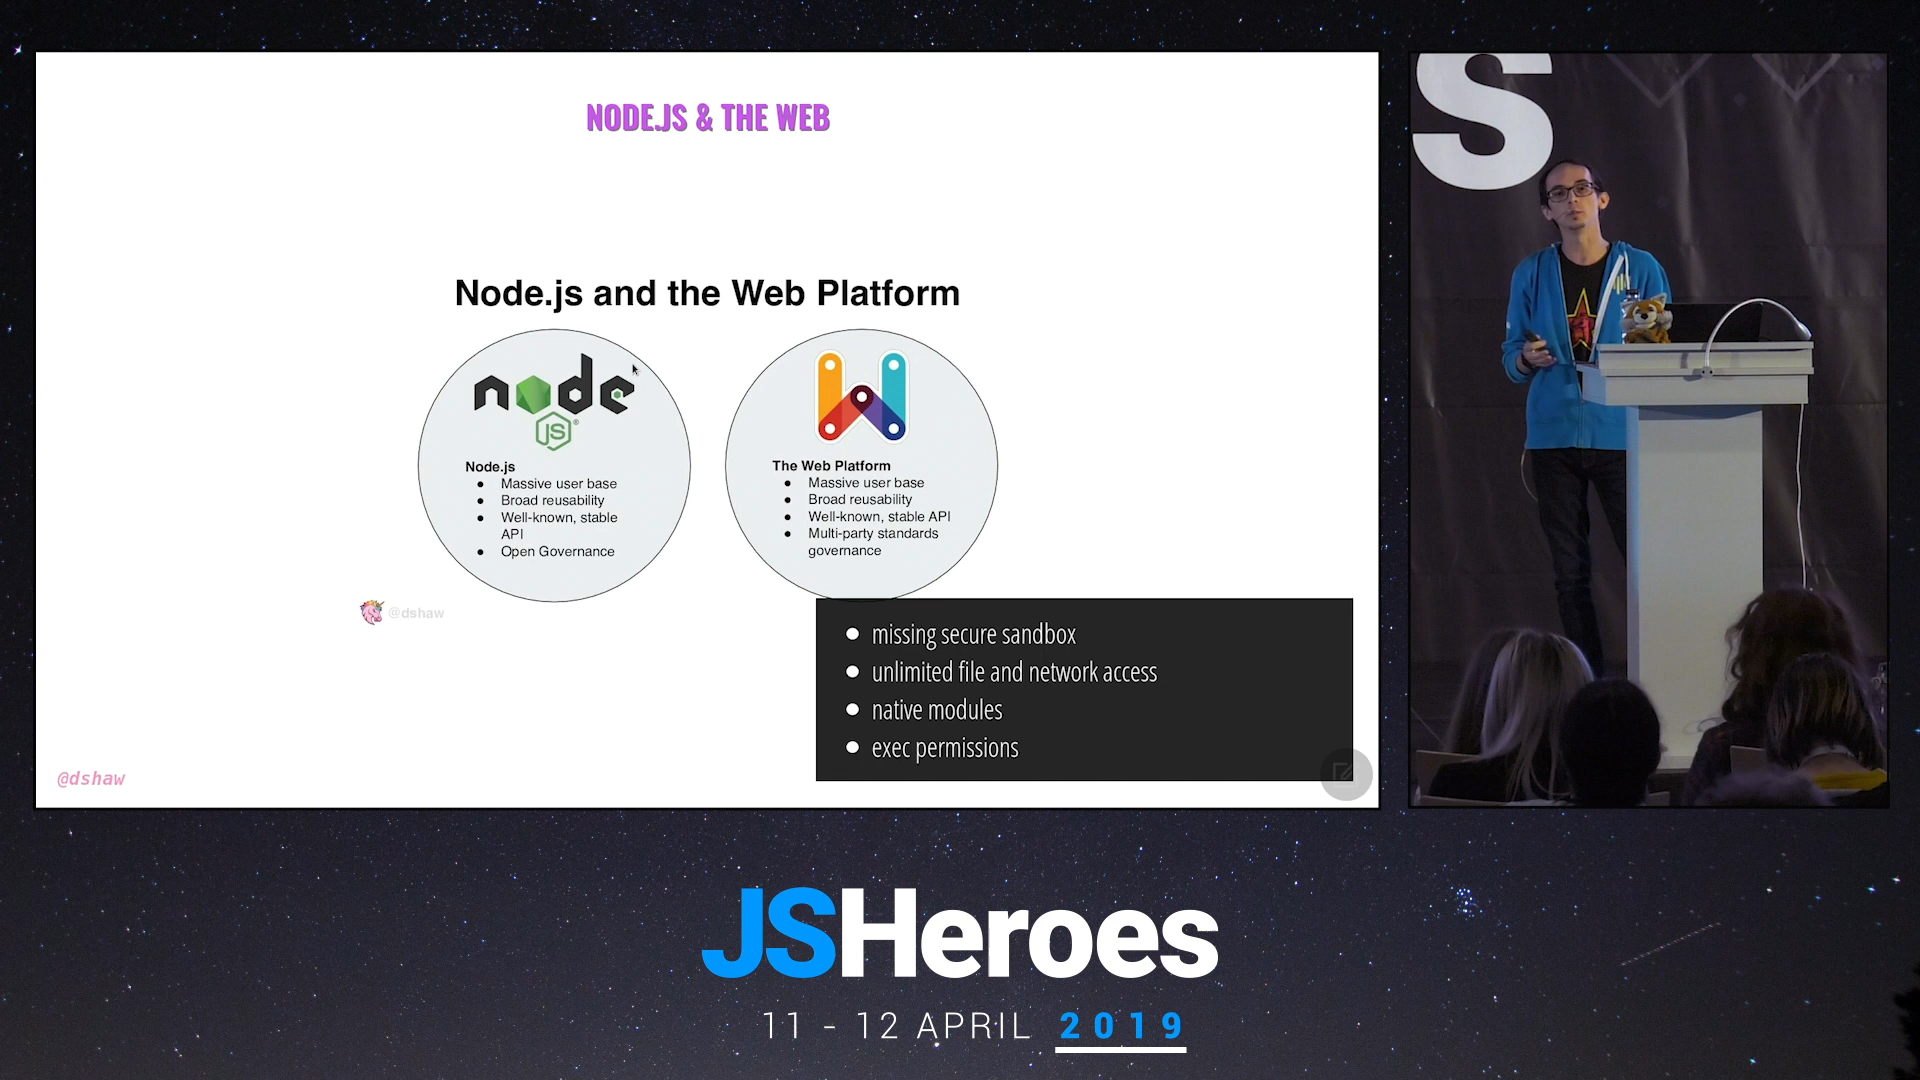 NODE.JS & THE WEB
Node.js and the Web Platform
node
JS
Node.js
● Massive user base
● Broad reusability
● Well-known, stable
API
● Open Governance
The Web Platform
● Massive user base
● Broad reusability
● Well-known, stable API
● Multi-party standards
governance
@dshaw
● missing secure sandbox
● unlimited file and network access
● native modules
● exec permissions
@dshaw
S
JSHeroes
11 - 12 APRIL 2019